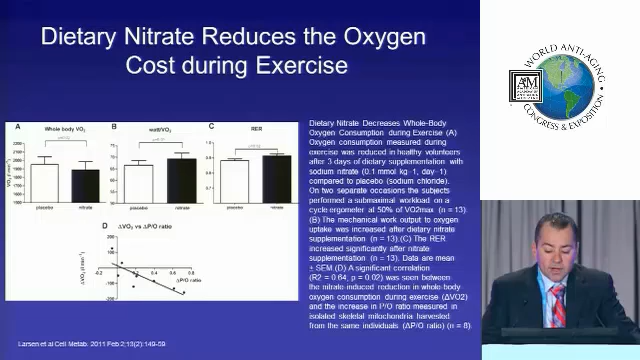 Dietary Nitrate Reduces the Oxygen
Cost during Exercise
WORLD ANTI-AGING
CONGRESS & EXPOSITION
A Whole body VO₂
B watt/VO₂
C RER
placebo nitrate
placebo nitrate
placebo nitrate
D ΔVO₂ vs ΔP/O ratio
ΔP/O ratio
Dietary Nitrate Decreases Whole-Body
Oxygen Consumption during Exercise (A)
Oxygen consumption measured during
exercise was reduced in healthy volunteers
after 3 days of dietary supplementation with
sodium nitrate (0.1 mmol kg−1, day−1)
compared to placebo (sodium chloride).
On two separate occasions the subjects
performed a submaximal workload on a
cycle ergometer at 50% of VO2max (n = 13).
(B) The mechanical work output to oxygen
uptake was increased after dietary nitrate
supplementation (n = 13).(C) The RER
increased significantly after nitrate
supplementation (n = 13). Data are mean
± SEM.(D) A significant correlation
(R2 = 0.64, p = 0.02) was seen between
the nitrate-induced reduction in whole-body
oxygen consumption during exercise (ΔVO2)
and the increase in P/O ratio measured in
isolated skeletal mitochondria harvested
from the same individuals (ΔP/O ratio) (n = 8).
Larsen et al Cell Metab. 2011 Feb 2;13(2):149-59